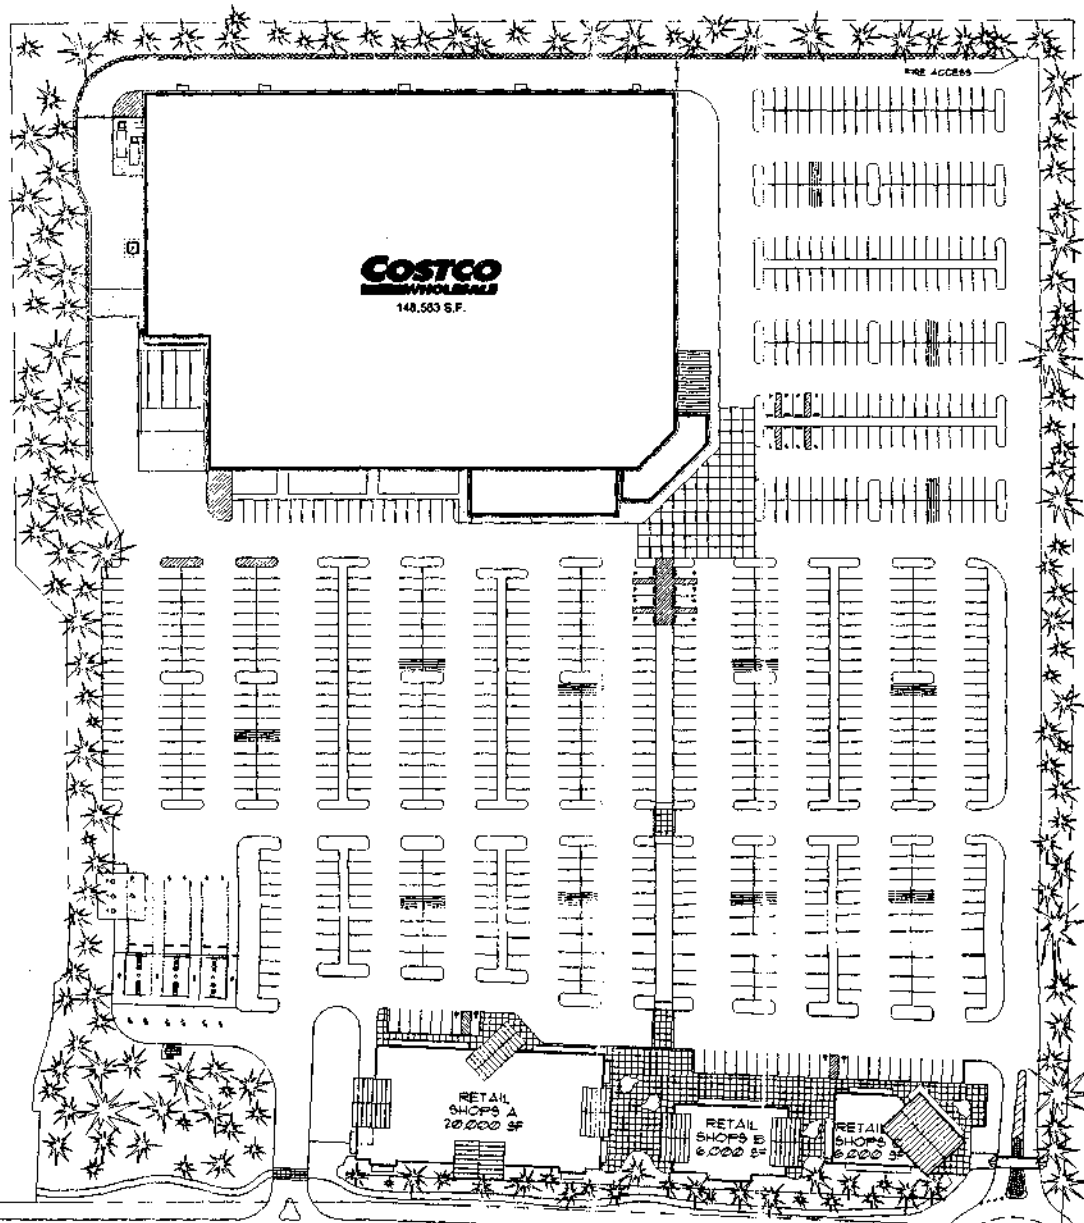 FIRE ACCESS
COSTCO
WHOLESALE
148,583 S.F.
RETAIL
SHOPS A
20,000 SF
RETAIL
SHOPS B
6,000 SF
RETAIL
SHOPS
6,000 SF